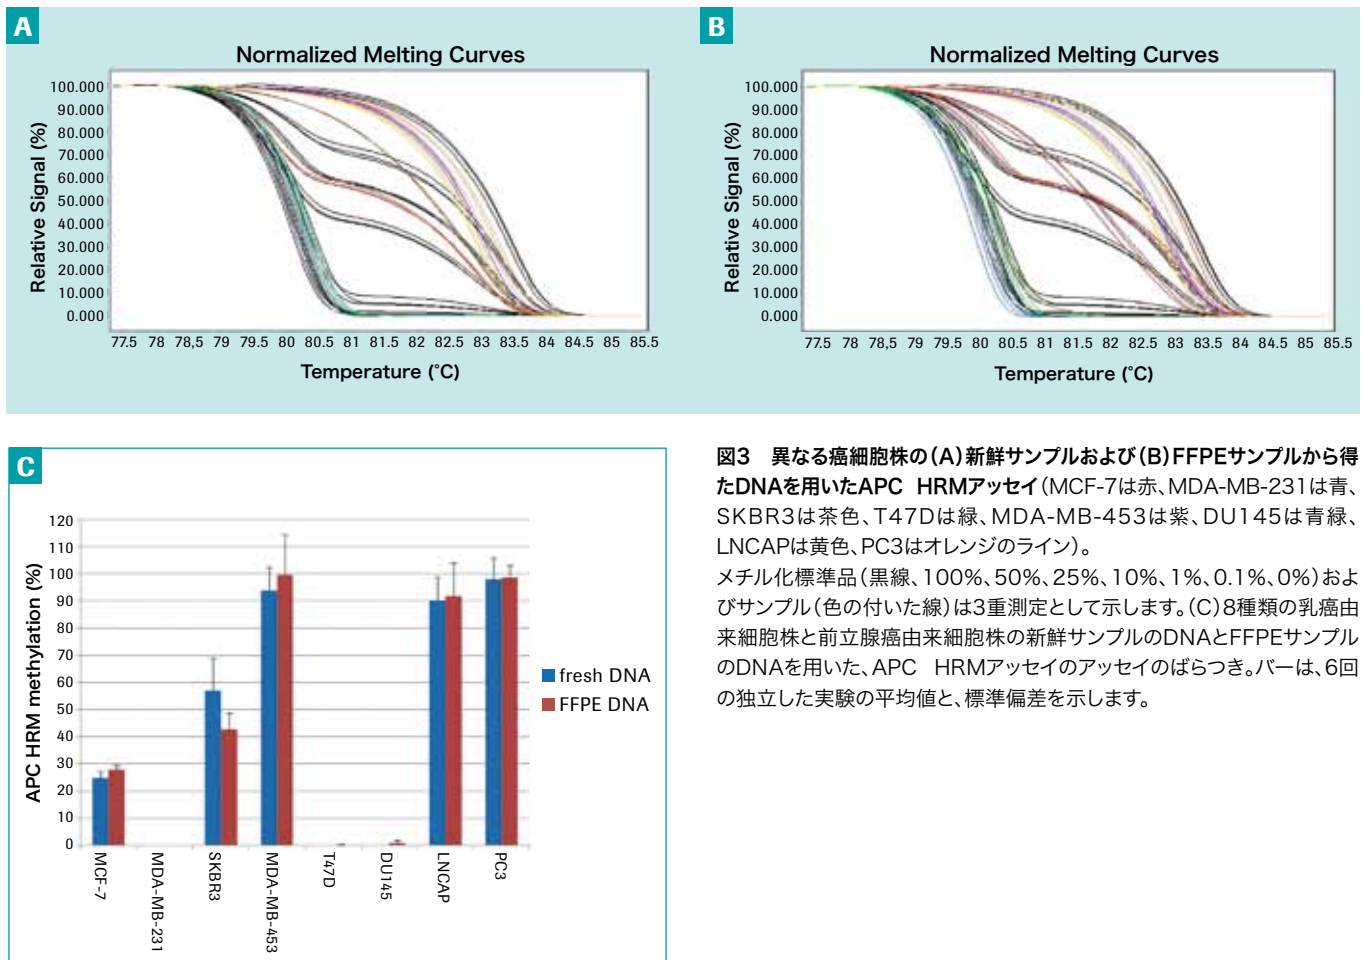 A
Normalized Melting Curves
Relative Signal (%)
100.000
90.000
80.000
70.000
60.000
50.000
40.000
30.000
20.000
10.000
0.000
77.5 78 78,5 79 79.5 80 80.5 81 81.5 82 82.5 83 83.5 84 84.5 85 85.5
Temperature (°C)
B
Normalized Melting Curves
Relative Signal (%)
100.000
90.000
80.000
70.000
60.000
50.000
40.000
30.000
20.000
10.000
0.000
77.5 78 78,5 79 79.5 80 80.5 81 81.5 82 82.5 83 83.5 84 84.5 85 85.5
Temperature (°C)
C
APC HRM methylation (%)
120
110
100
90
80
70
60
50
40
30
20
10
0
MCF-7
MDA-MB-231
SKBR3
MDA-MB-453
T47D
DU145
LNCAP
PC3
fresh DNA
FFPE DNA
図3 異なる癌細胞株の(A)新鮮サンプルおよび(B)FFPEサンプルから得
たDNAを用いたAPC HRMアッセイ(MCF-7は赤、MDA-MB-231は青、
SKBR3は茶色、T47Dは緑、MDA-MB-453は紫、DU145は青緑、
LNCAPは黄色、PC3はオレンジのライン)。
メチル化標準品(黒線、100%、50%、25%、10%、1%、0.1%、0%)およ
びサンプル(色の付いた線)は3重測定として示します。(C)8種類の乳癌由
来細胞株と前立腺癌由来細胞株の新鮮サンプルのDNAとFFPEサンプル
のDNAを用いた、APC HRMアッセイのアッセイのばらつき。バーは、6回
の独立した実験の平均値と、標準偏差を示します。